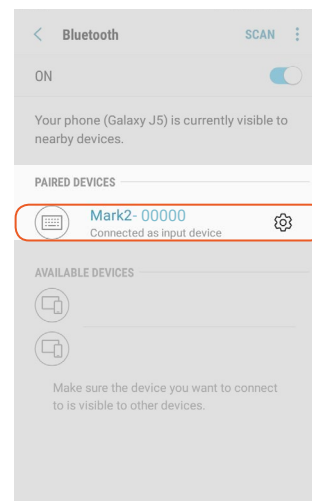 Bluetooth SCAN
ON
Your phone (Galaxy J5) is currently visible to
nearby devices.
PAIRED DEVICES
Mark2- 00000
Connected as input device
AVAILABLE DEVICES
Make sure the device you want to connect
to is visible to other devices.